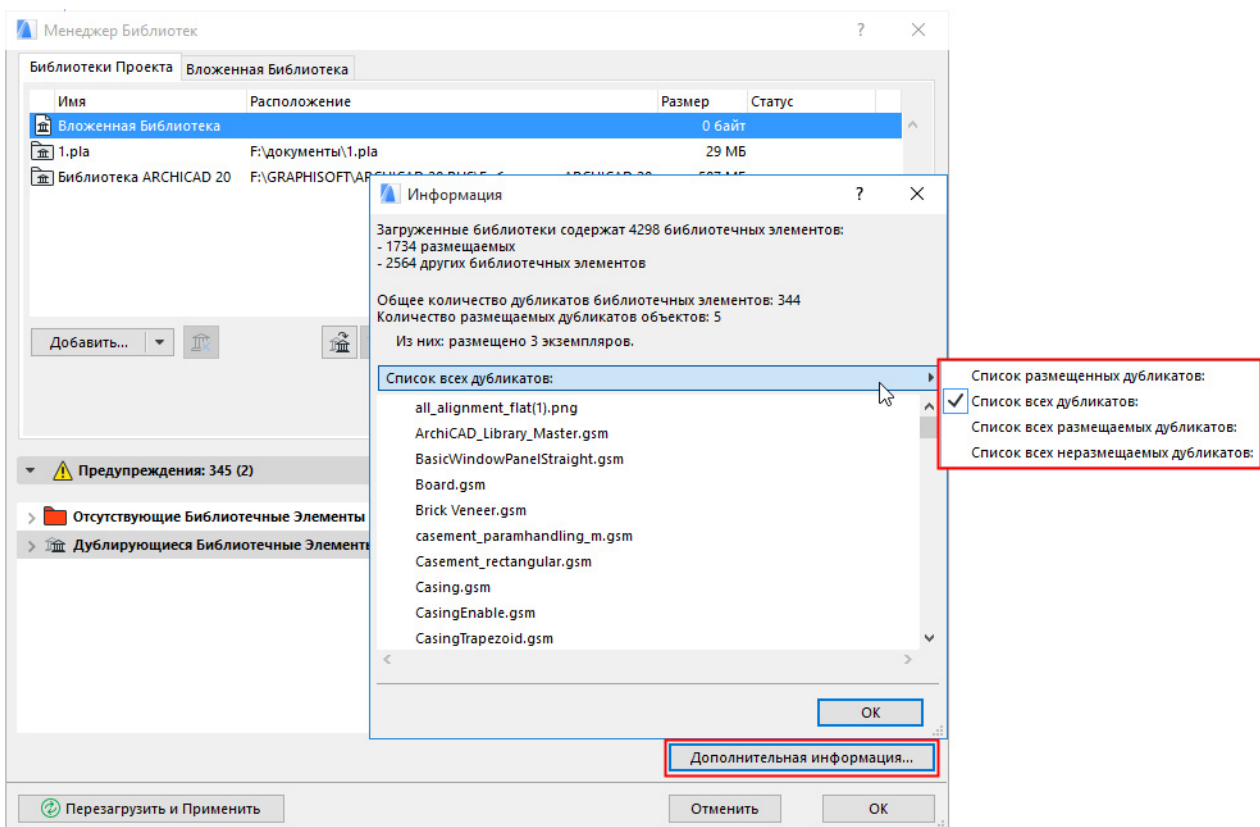 Менеджер Библиотек
Библиотеки Проекта Вложенная Библиотека
Имя Расположение Размер Статус
Вложенная Библиотека 0 байт
1.pla F:\документы\1.pla 29 МБ
Библиотека ARCHICAD 20 F:\GRAPHISOFT\
Добавить...
Предупреждения: 345 (2)
Отсутствующие Библиотечные Элементы
Дублирующиеся Библиотечные
Информация
Загруженные библиотеки содержат 4298 библиотечных элементов:
- 1734 размещаемых
- 2564 других библиотечных элементов
Общее количество дубликатов библиотечных элементов: 344
Количество размещаемых дубликатов объектов: 5
Из них: размещено 3 экземпляров.
Список всех дубликатов:
all_alignment_flat(1).png
ArchiCAD_Library_Master.gsm
BasicWindowPanelStraight.gsm
Board.gsm
Brick Veneer.gsm
casement_paramhandling_m.gsm
Casement_rectangular.gsm
Casing.gsm
CasingEnable.gsm
CasingTrapezoid.gsm
OK
Список размещенных дубликатов:
Список всех дубликатов:
Список всех размещаемых дубликатов:
Список всех неразмещаемых дубликатов:
Дополнительная информация...
Перезагрузить и Применить Отменить OK